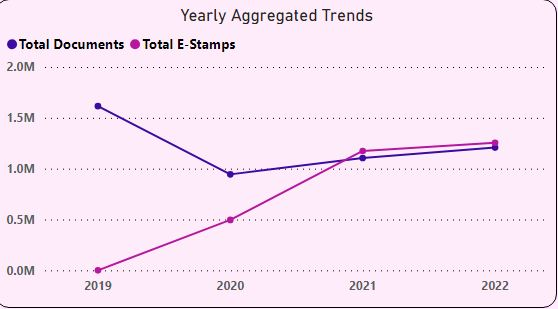 Yearly Aggregated Trends
Total Documents Total E-Stamps
2.0M
1.5M
1.0M
0.5M
0.0M
2019 2020 2021 2022